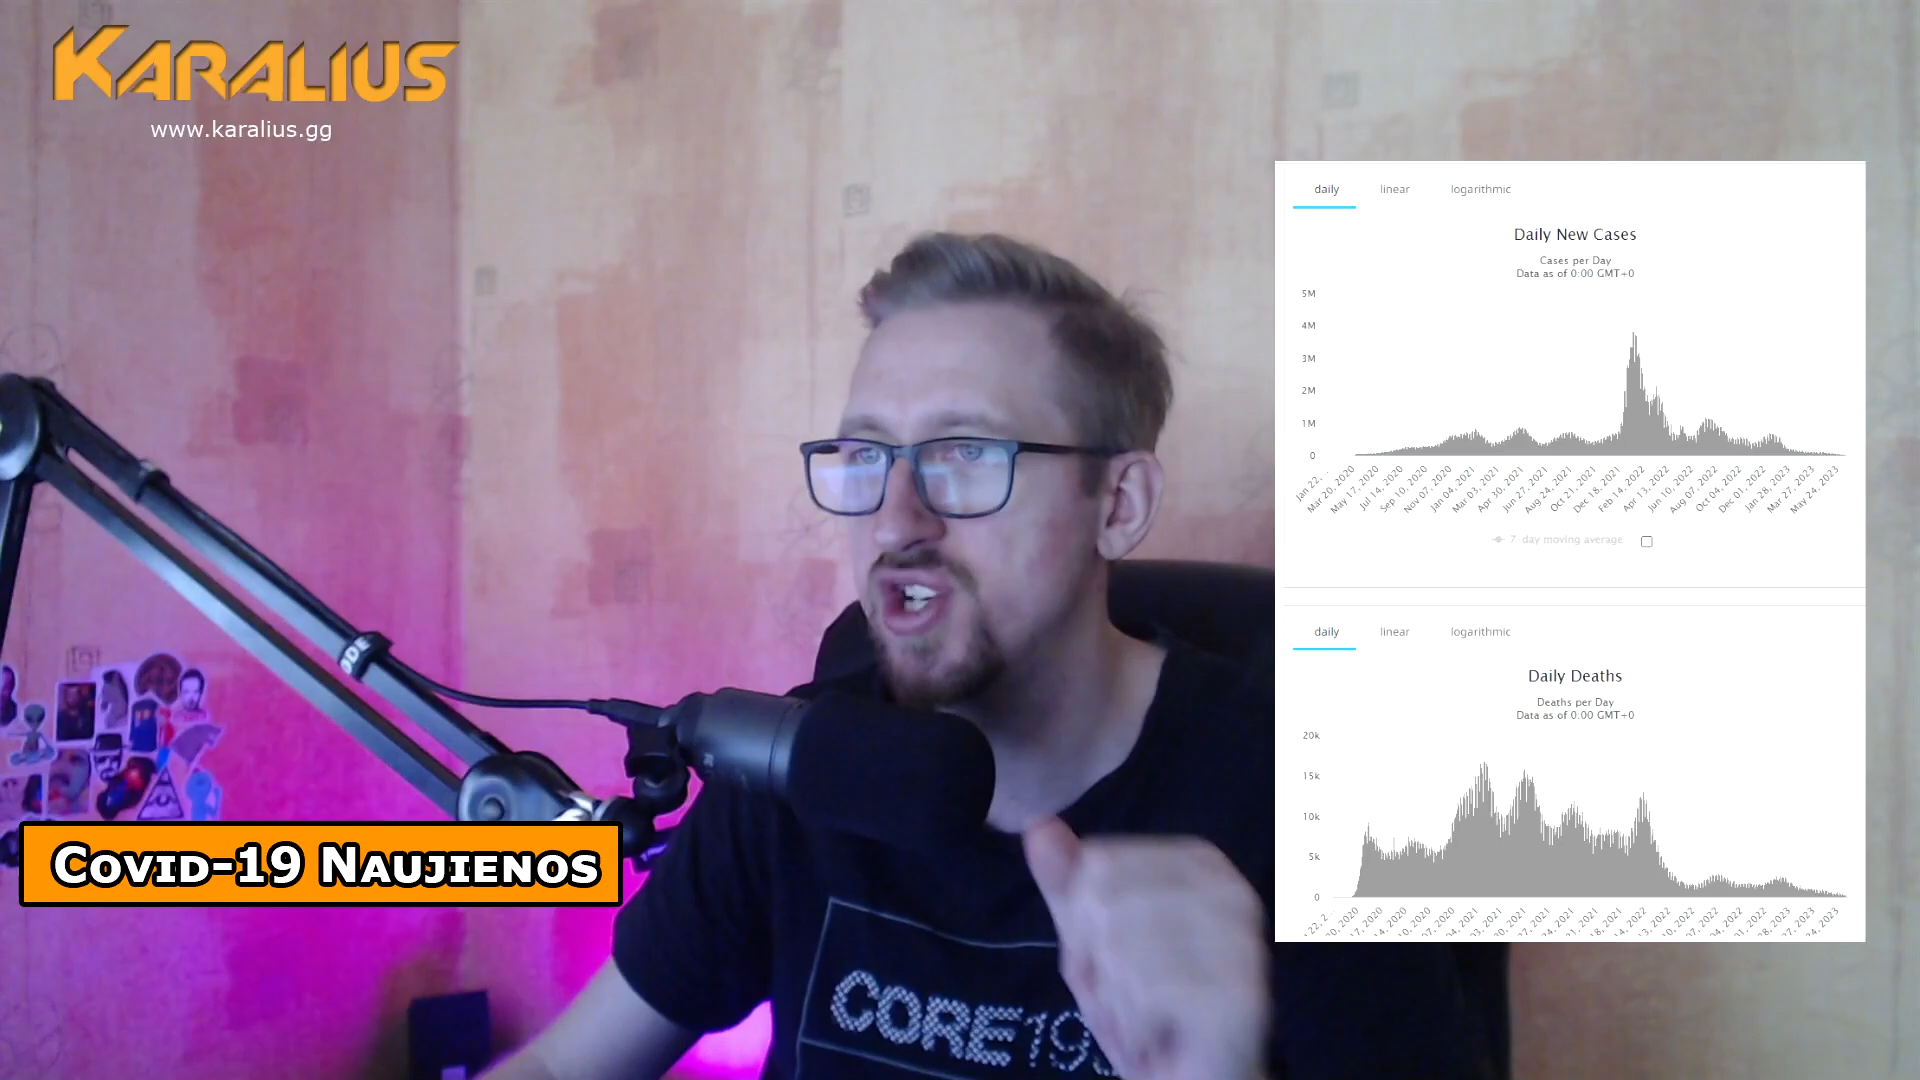 KARALIUS
www.karalius.gg
daily linear logarithmic
Daily New Cases
Cases per Day
Data as of 0:00 GMT+0
5M
4M
3M
2M
1M
0
Jan 22, ..
Mar 20, 2020
May 17, 2020
Jul 14, 2020
Sep 10, 2020
Nov 07, 2020
Jan 04, 2021
Mar 03, 2021
Apr 30, 2021
Jun 27, 2021
Aug 24, 2021
Oct 21, 2021
Dec 18, 2021
Feb 14, 2022
Apr 13, 2022
Jun 10, 2022
Aug 07, 2022
Oct 04, 2022
Dec 01, 2022
Jan 28, 2023
Mar 27, 2023
May 24, 2023
7 day moving average
daily linear logarithmic
Daily Deaths
Deaths per Day
Data as of 0:00 GMT+0
20k
15k
10k
5k
0
COVID-19 NAUJIENOS
ODE
CORE